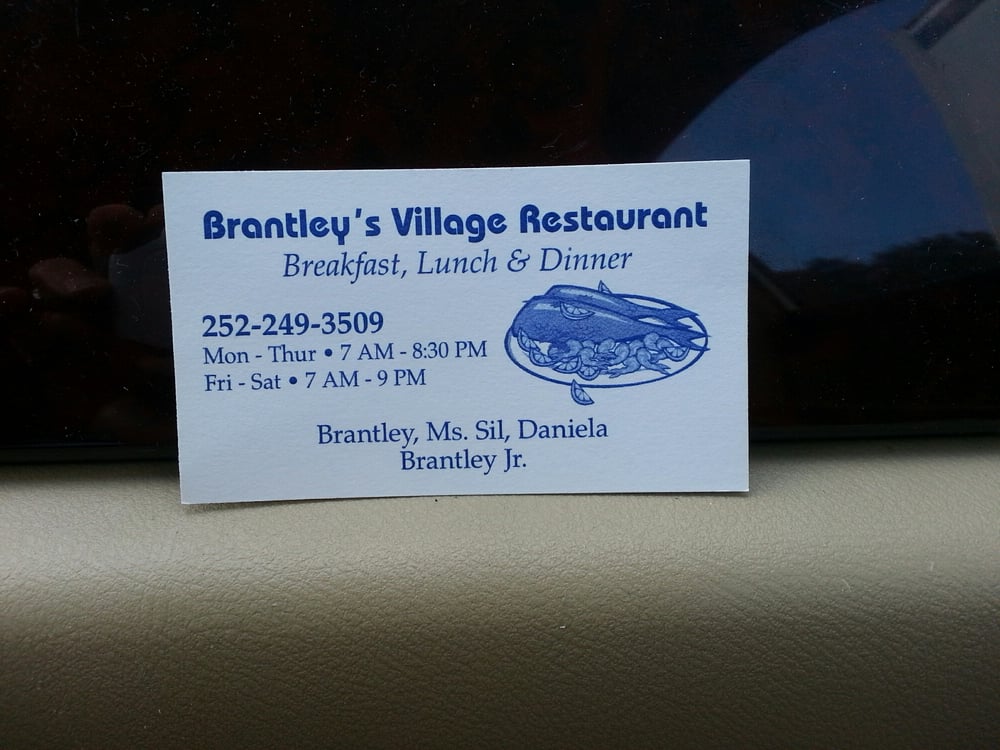 Brantley's Village Restaurant
Breakfast, Lunch & Dinner
252-249-3509
Mon - Thur • 7 AM - 8:30 PM
Fri - Sat • 7 AM - 9 PM
Brantley, Ms. Sil, Daniela
Brantley Jr.